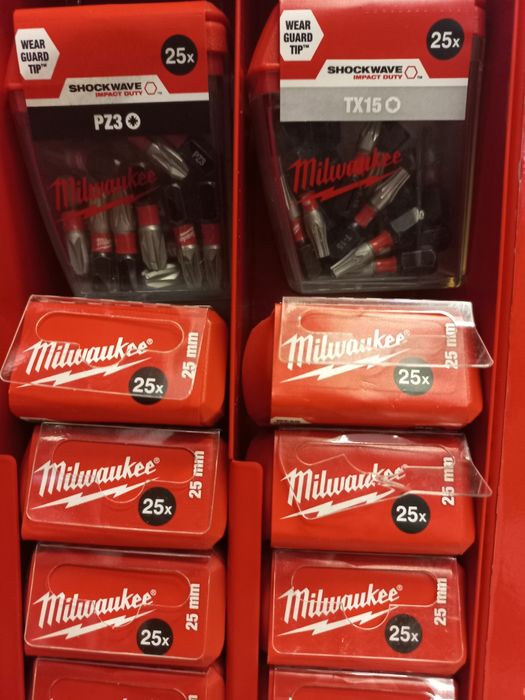 WEAR
GUARD
TIP™
25x
SHOCKWAVE
IMPACT DUTY
PZ3
Milwaukee
PZ3
WEAR
GUARD
TIP™
25x
SHOCKWAVE™
IMPACT DUTY
TX15
Milwaukee
Milwaukee®
25x
25 mm
Milwaukee®
25x
25 mm
Milwaukee®
25x
25 mm
Milwaukee
25x
25 mm
Milwaukee®
25x
25 mm
Milwaukee®
25x
25 mm